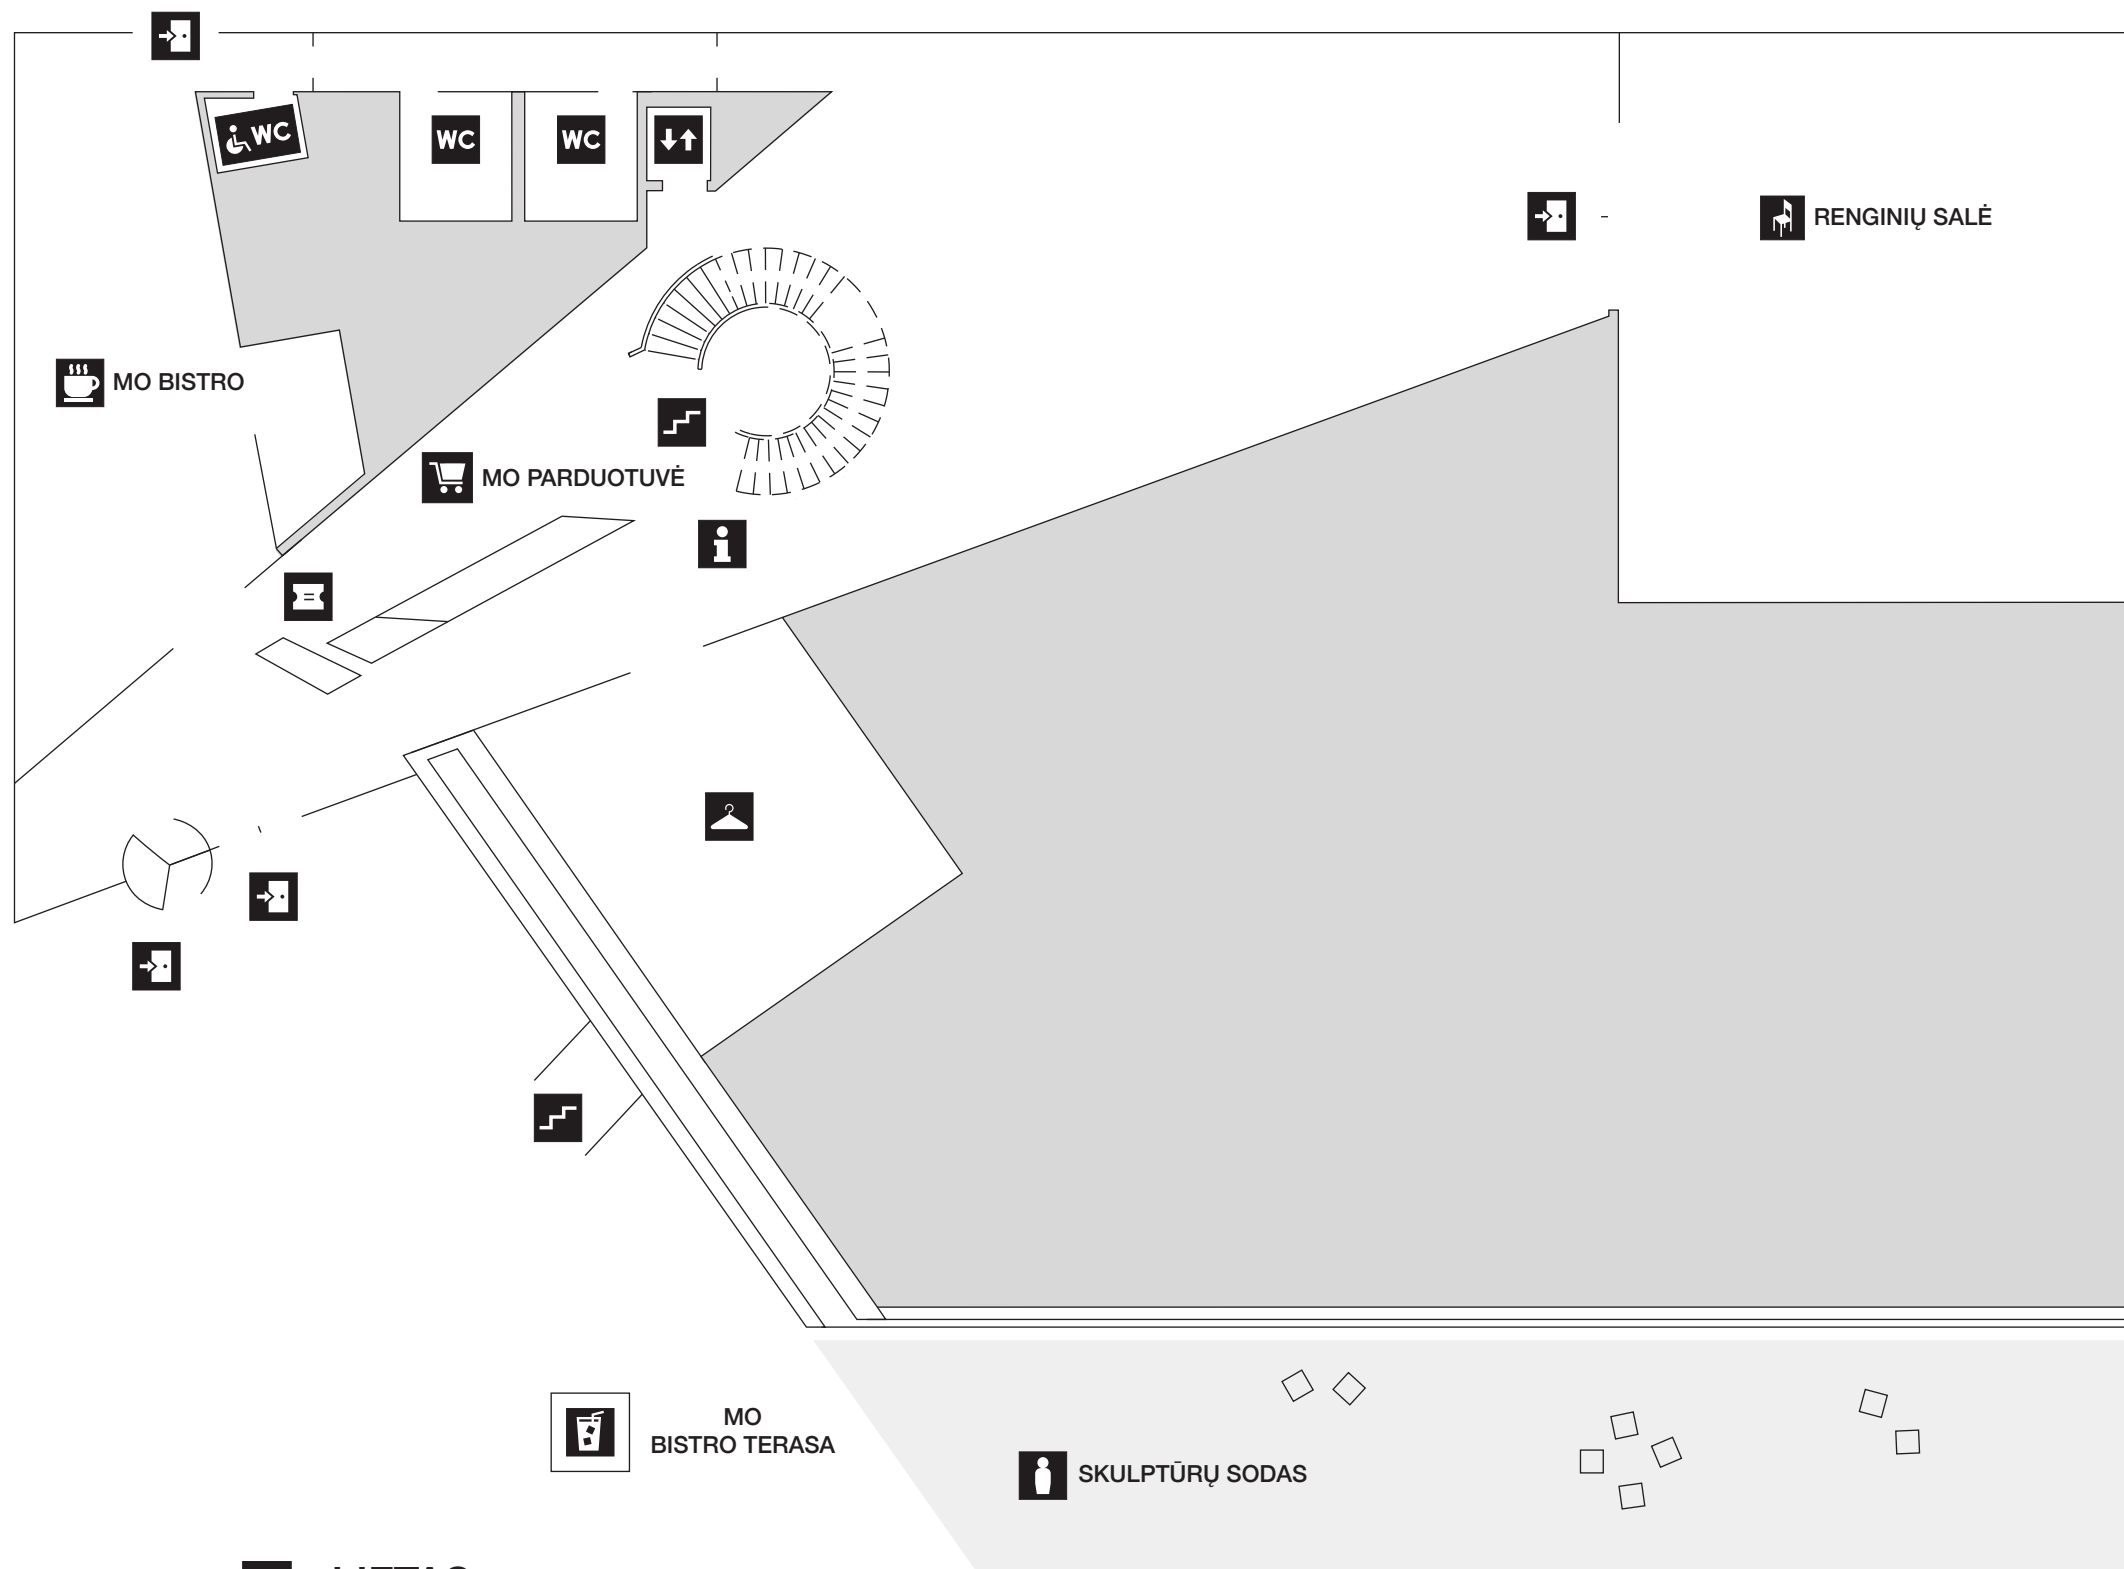 WC
WC
WC
RENGINIŲ SALĖ
MO BISTRO
MO PARDUOTUVĖ
MO
BISTRO TERASA
SKULPTŪRŲ SODAS